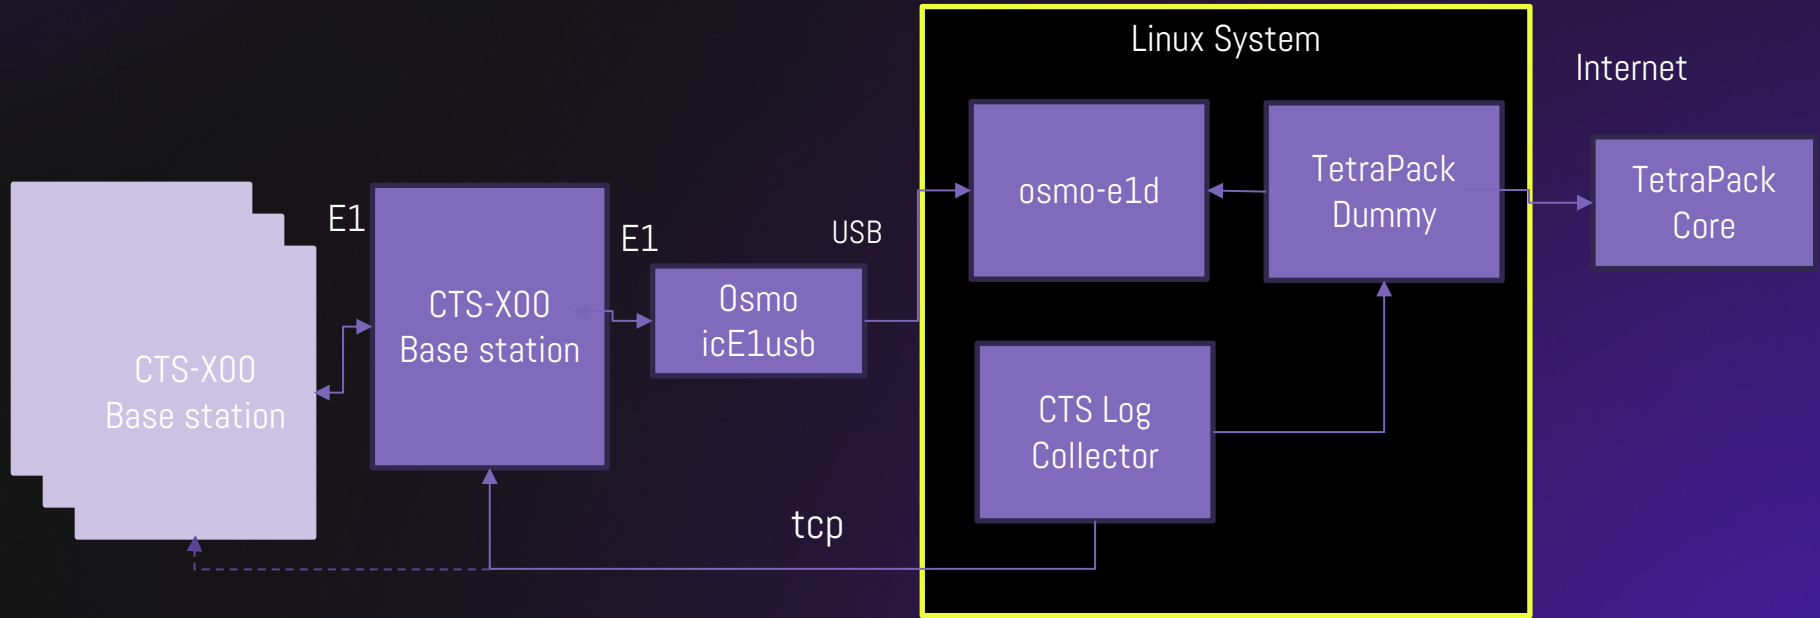 Linux System
Internet
E1
E1
USB
CTS-X00
Base station
CTS-X00
Base station
Osmo
icE1usb
osmo-e1d
TetraPack
Dummy
TetraPack
Core
CTS Log
Collector
tcp